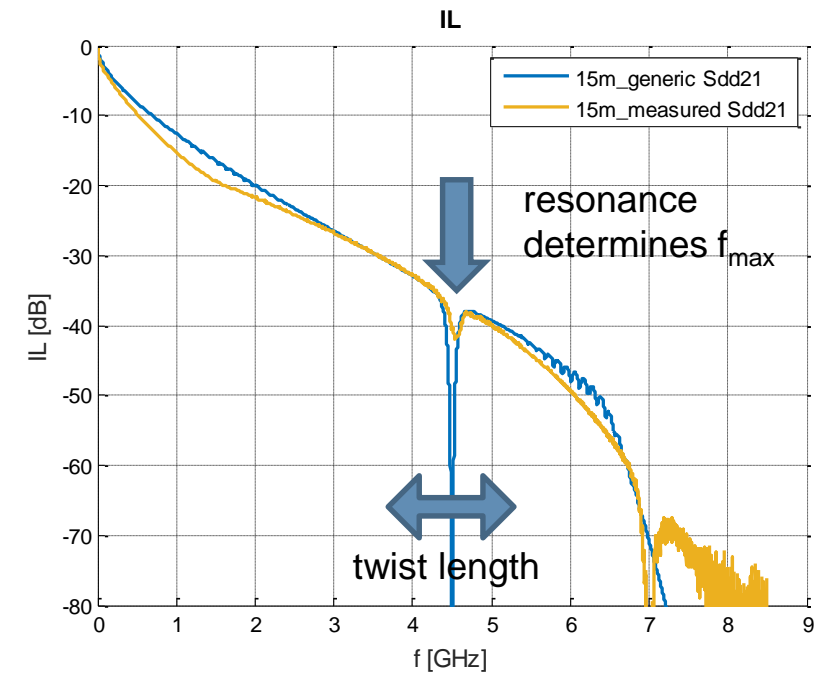 IL
15m_generic Sdd21
15m_measured Sdd21
resonance
determines fmax
twist length
IL [dB]
0
-10
-20
-30
-40
-50
-60
-70
-80
0 1 2 3 4 5 6 7 8 9
f [GHz]